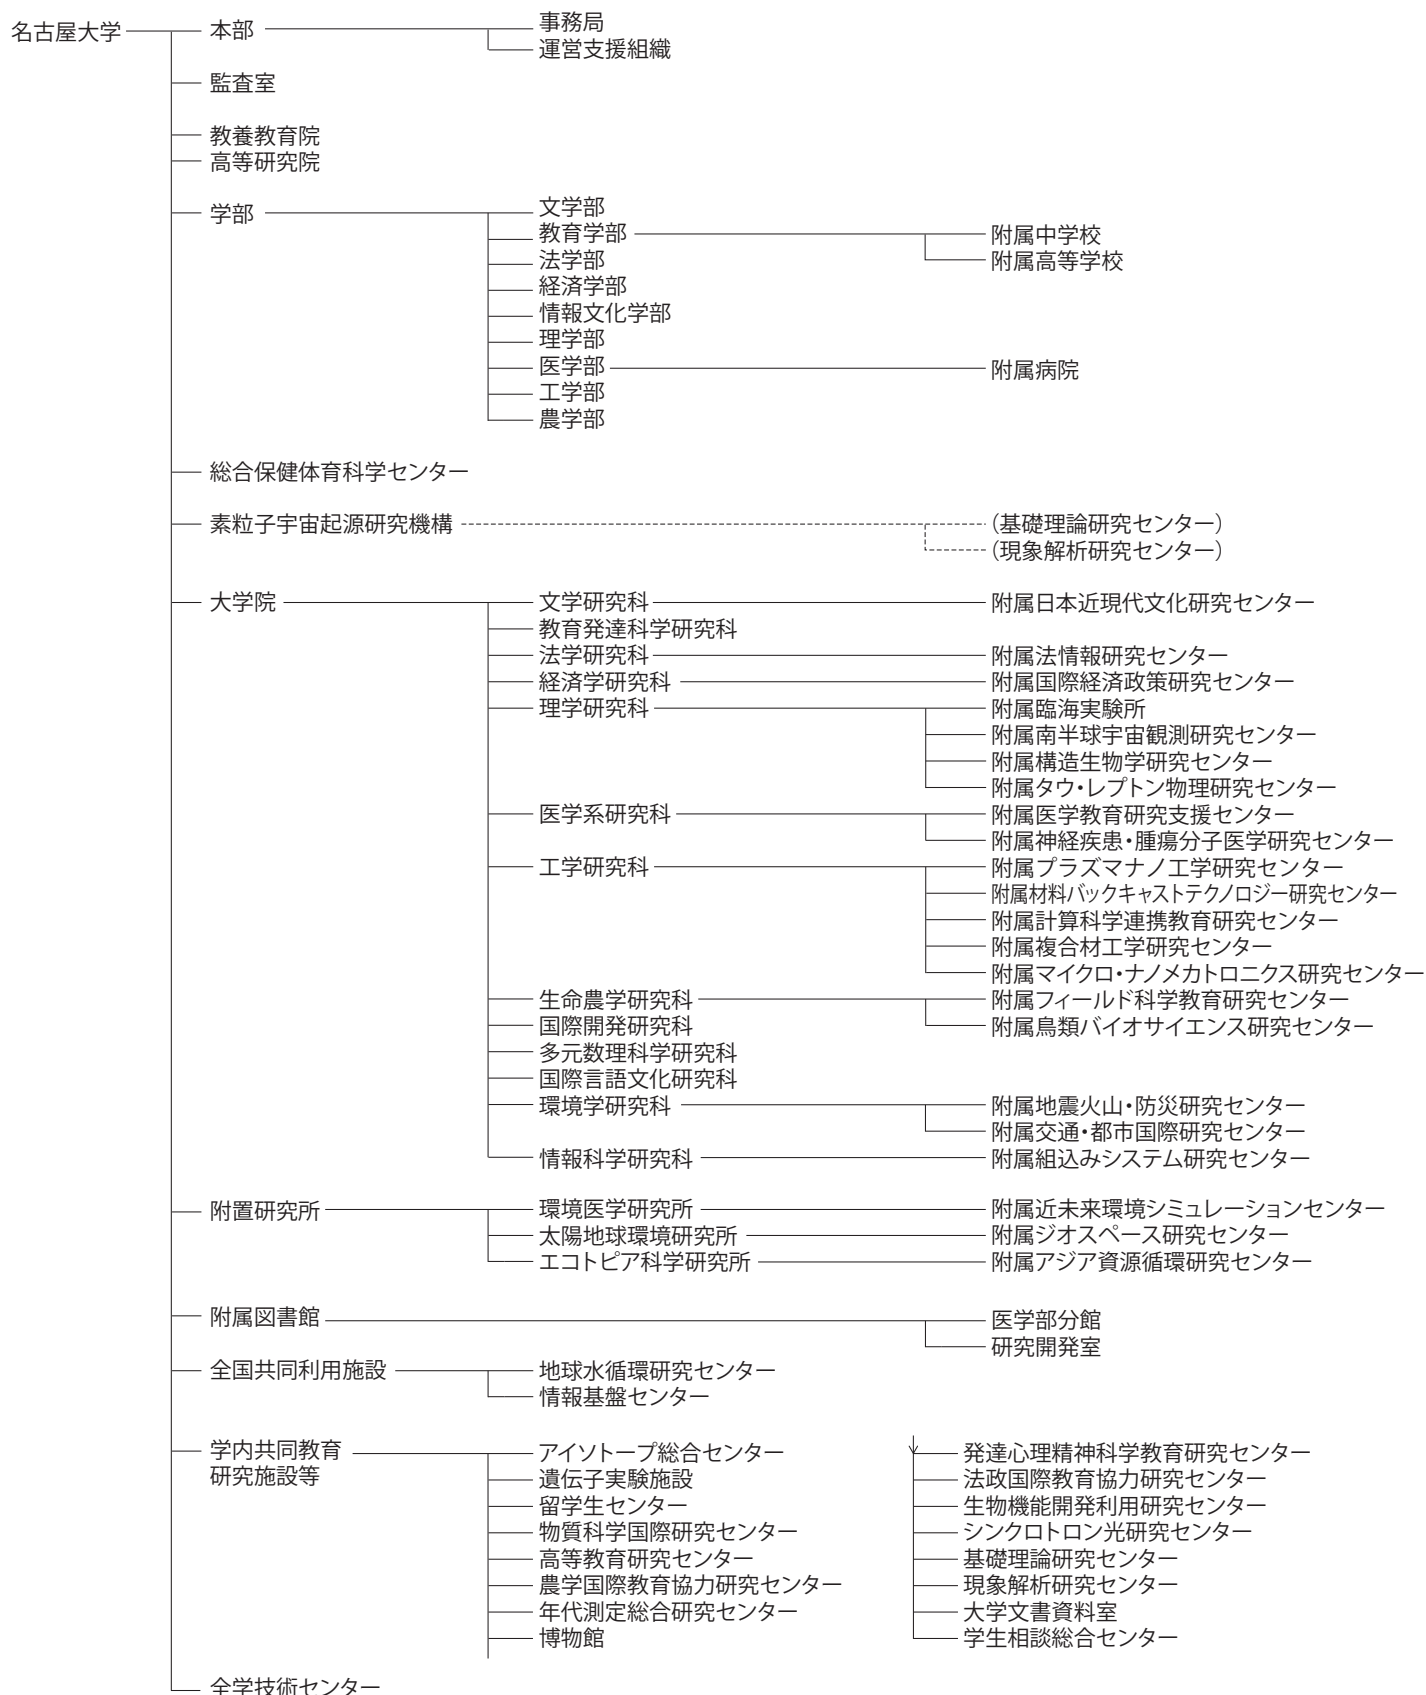 名古屋大学
本部
事務局
運営支援組織
監査室
教養教育院
高等研究院
学部
文学部
教育学部
附属中学校
附属高等学校
法学部
経済学部
情報文化学部
理学部
医学部
附属病院
工学部
農学部
総合保健体育科学センター
素粒子宇宙起源研究機構
(基礎理論研究センター)
(現象解析研究センター)
大学院
文学研究科
附属日本近現代文化研究センター
教育発達科学研究科
法学研究科
附属法情報研究センター
経済学研究科
附属国際経済政策研究センター
理学研究科
附属臨海実験所
附属南半球宇宙観測研究センター
附属構造生物学研究センター
附属タウ・レプトン物理研究センター
医学系研究科
附属医学教育研究支援センター
附属神経疾患・腫瘍分子医学研究センター
工学研究科
附属プラズマナノ工学研究センター
附属材料バックキャストテクノロジー研究センター
附属計算科学連携教育研究センター
附属複合材工学研究センター
附属マイクロ・ナノメカトロニクス研究センター
生命農学研究科
附属フィールド科学教育研究センター
附属鳥類バイオサイエンス研究センター
国際開発研究科
多元数理科学研究科
国際言語文化研究科
環境学研究科
附属地震火山・防災研究センター
附属交通・都市国際研究センター
情報科学研究科
附属組込みシステム研究センター
附置研究所
環境医学研究所
附属近未来環境シミュレーションセンター
太陽地球環境研究所
附属ジオスペース研究センター
エコトピア科学研究所
附属アジア資源循環研究センター
附属図書館
医学部分館
研究開発室
全国共同利用施設
地球水循環研究センター
情報基盤センター
学内共同教育
研究施設等
アイソトープ総合センター
遺伝子実験施設
留学生センター
物質科学国際研究センター
高等教育研究センター
農学国際教育協力研究センター
年代測定総合研究センター
博物館
発達心理精神科学教育研究センター
法政国際教育協力研究センター
生物機能開発利用研究センター
シンクロトロン光研究センター
基礎理論研究センター
現象解析研究センター
大学文書資料室
学生相談総合センター
全学技術センター